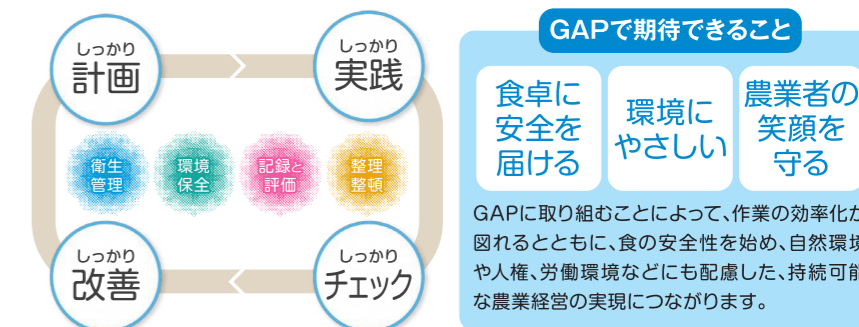 しっかり
計画
しっかり
実践
衛生
管理
環境
保全
記録と
評価
整理
整頓
しっかり
改善
しっかり
チェック
GAPで期待できること
食卓に
安全を
届ける
環境に
やさしい
農業者の
笑顔を
守る
GAPに取り組むことによって、作業の効率化が
図れるとともに、食の安全性を始め、自然環境
や人権、労働環境などにも配慮した、持続可能
な農業経営の実現につながります。